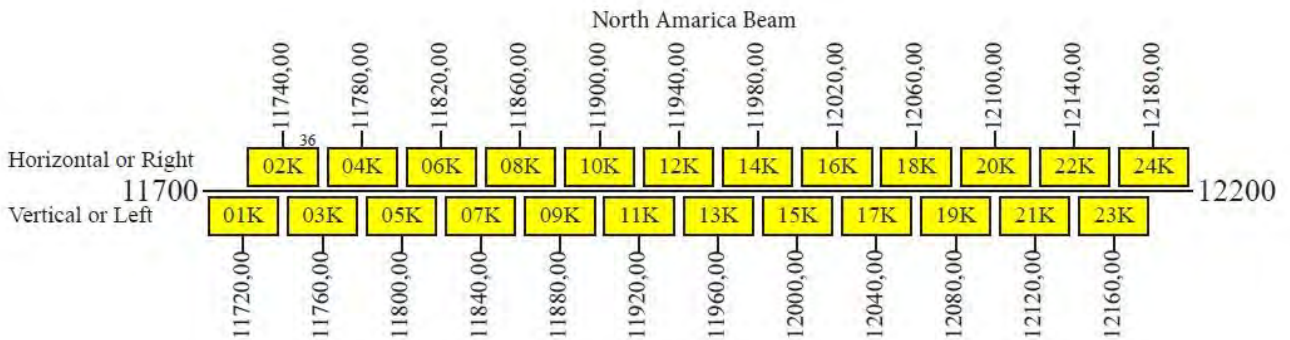 North Amarica Beam
11740,00 11780,00 11820,00 11860,00 11900,00 11940,00 11980,00 12020,00 12060,00 12100,00 12140,00 12180,00
36
Horizontal or Right 02K 04K 06K 08K 10K 12K 14K 16K 18K 20K 22K 24K
11700 12200
Vertical or Left 01K 03K 05K 07K 09K 11K 13K 15K 17K 19K 21K 23K
11720,00 11760,00 11800,00 11840,00 11880,00 11920,00 11960,00 12000,00 12040,00 12080,00 12120,00 12160,00